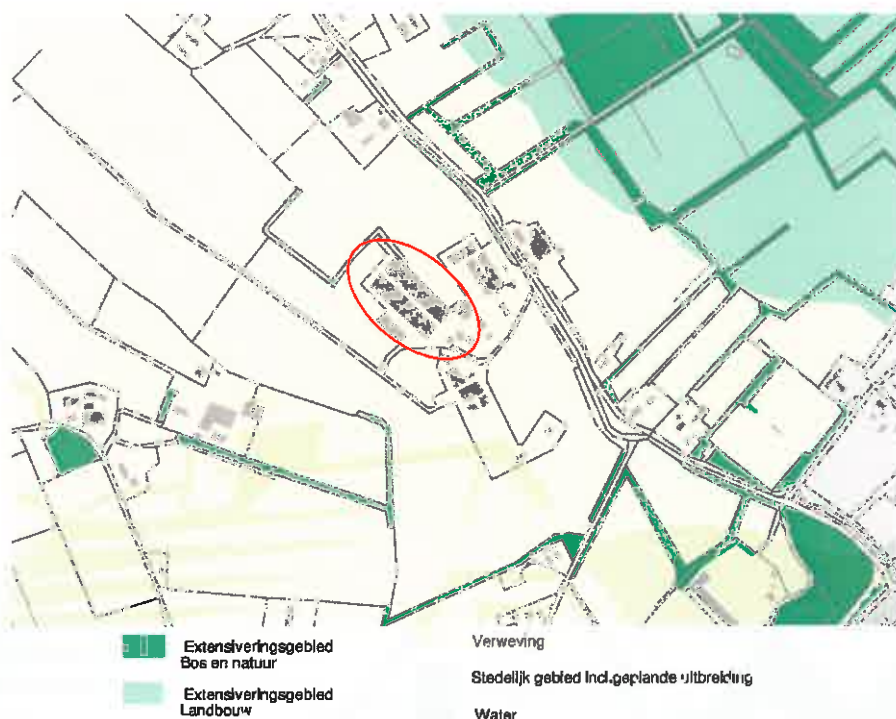 Extensiveringsgebied
Bos en natuur
Extensiveringsgebied
Landbouw
Verweving
Stedelijk gebied incl.geplande uitbreiding
Water